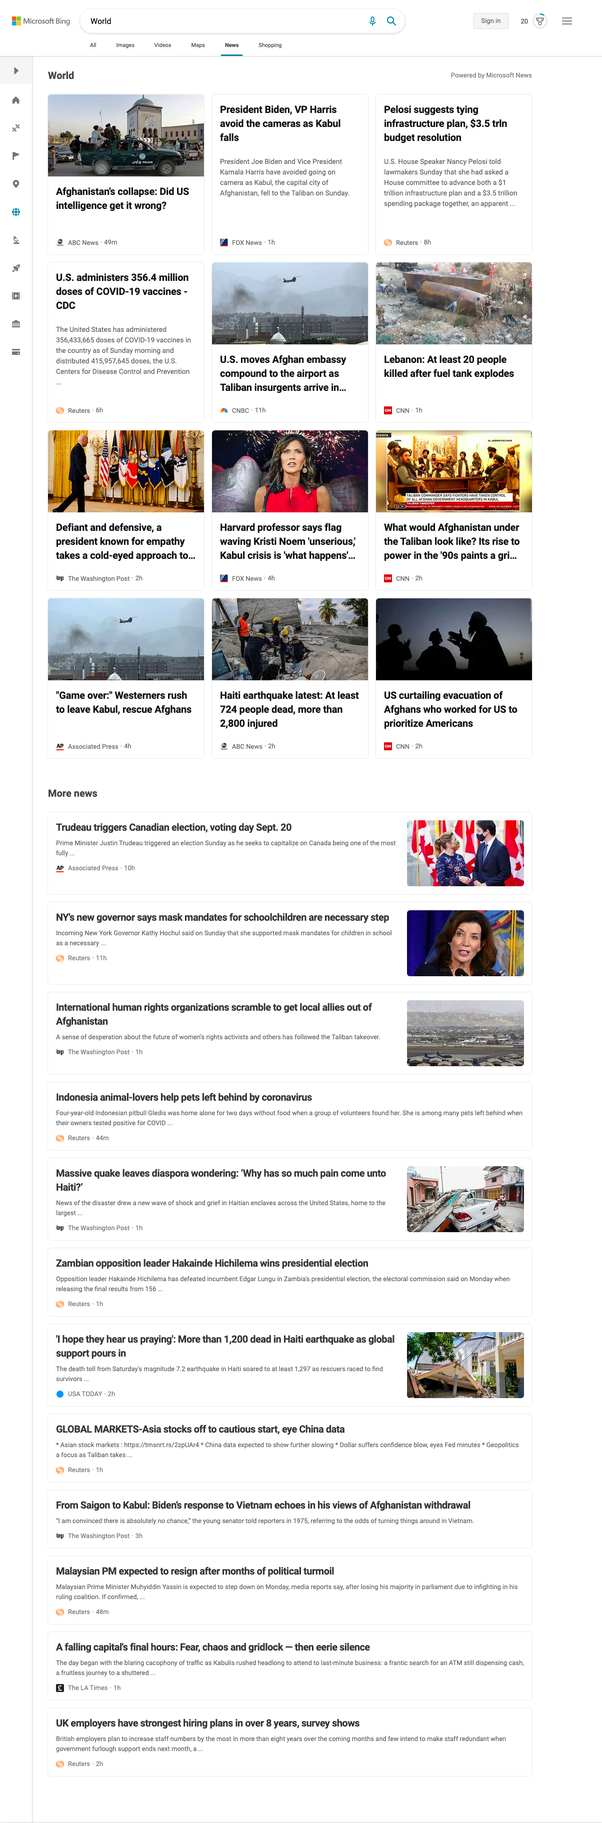 Microsoft Bing
World
Sign in
20
All
Images
Videos
Maps
News
Shopping
World
Powered by Microsoft News
Afghanistan's collapse: Did US
intelligence get it wrong?
ABC News · 49m
President Biden, VP Harris
avoid the cameras as Kabul
falls
President Joe Biden and Vice President
Kamala Harris have avoided going on
camera as Kabul, the capital city of
Afghanistan, fell to the Taliban on Sunday.
FOX News · 1h
Pelosi suggests tying
infrastructure plan, $3.5 trln
budget resolution
U.S. House Speaker Nancy Pelosi told
lawmakers Sunday that she had asked a
House committee to advance both a $1
trillion infrastructure plan and a $3.5 trillion
spending package together, an apparent ...
Reuters · 8h
U.S. administers 356.4 million
doses of COVID-19 vaccines -
CDC
The United States has administered
356,433,665 doses of COVID-19 vaccines in
the country as of Sunday morning and
distributed 415,957,645 doses, the U.S.
Centers for Disease Control and Prevention
...
Reuters · 6h
U.S. moves Afghan embassy
compound to the airport as
Taliban insurgents arrive in...
CNBC · 11h
Lebanon: At least 20 people
killed after fuel tank explodes
CNN · 1h
Defiant and defensive, a
president known for empathy
takes a cold-eyed approach to...
The Washington Post · 2h
Harvard professor says flag
waving Kristi Noem 'unserious,'
Kabul crisis is 'what happens'...
FOX News · 4h
TALIBAN COMMANDER SAYS FIGHTERS HAVE TAKEN CONTROL
OF ALL AFGHAN GOVERNMENT HEADQUARTERS IN KABUL
What would Afghanistan under
the Taliban look like? Its rise to
power in the '90s paints a gri...
CNN · 2h
"Game over:" Westerners rush
to leave Kabul, rescue Afghans
AP Associated Press · 4h
Haiti earthquake latest: At least
724 people dead, more than
2,800 injured
ABC News · 2h
US curtailing evacuation of
Afghans who worked for US to
prioritize Americans
CNN · 2h
More news
Trudeau triggers Canadian election, voting day Sept. 20
Prime Minister Justin Trudeau triggered an election Sunday as he seeks to capitalize on Canada being one of the most
fully ...
AP Associated Press · 10h
NY's new governor says mask mandates for schoolchildren are necessary step
Incoming New York Governor Kathy Hochul said on Sunday that she supported mask mandates for children in school
as a necessary ...
Reuters · 11h
International human rights organizations scramble to get local allies out of
Afghanistan
A sense of desperation about the future of women's rights activists and others has followed the Taliban takeover.
The Washington Post · 1h
Indonesia animal-lovers help pets left behind by coronavirus
Four-year-old Indonesian pitbull Gledis was home alone for two days without food when a group of volunteers found her. She is among many pets left behind when
their owners tested positive for COVID ...
Reuters · 44m
Massive quake leaves diaspora wondering: 'Why has so much pain come unto
Haiti?'
News of the disaster drew a new wave of shock and grief in Haitian enclaves across the United States, home to the
largest ...
The Washington Post · 1h
Zambian opposition leader Hakainde Hichilema wins presidential election
Opposition leader Hakainde Hichilema has defeated incumbent Edgar Lungu in Zambia's presidential election, the electoral commission said on Monday when
releasing the final results from 156 ...
Reuters · 1h
'I hope they hear us praying': More than 1,200 dead in Haiti earthquake as global
support pours in
The death toll from Saturday's magnitude 7.2 earthquake in Haiti soared to at least 1,297 as rescuers raced to find
survivors ...
USA TODAY · 2h
GLOBAL MARKETS-Asia stocks off to cautious start, eye China data
* Asian stock markets : https://tmsnrt.rs/2zpUAr4 * China data expected to show further slowing * Dollar suffers confidence blow, eyes Fed minutes * Geopolitics
a focus as Taliban takes ...
Reuters · 1h
From Saigon to Kabul: Biden's response to Vietnam echoes in his views of Afghanistan withdrawal
"I am convinced there is absolutely no chance," the young senator told reporters in 1975, referring to the odds of turning things around in Vietnam.
The Washington Post · 3h
Malaysian PM expected to resign after months of political turmoil
Malaysian Prime Minister Muhyiddin Yassin is expected to step down on Monday, media reports say, after losing his majority in parliament due to infighting in his
ruling coalition. If confirmed, ...
Reuters · 48m
A falling capital's final hours: Fear, chaos and gridlock — then eerie silence
The day began with the blaring cacophony of traffic as Kabulis rushed headlong to attend to last-minute business: a frantic search for an ATM still dispensing cash,
a fruitless journey to a shuttered ...
The LA Times · 1h
UK employers have strongest hiring plans in over 8 years, survey shows
British employers plan to increase staff numbers by the most in more than eight years over the coming months and few intend to make staff redundant when
government furlough support ends next month, a ...
Reuters · 2h